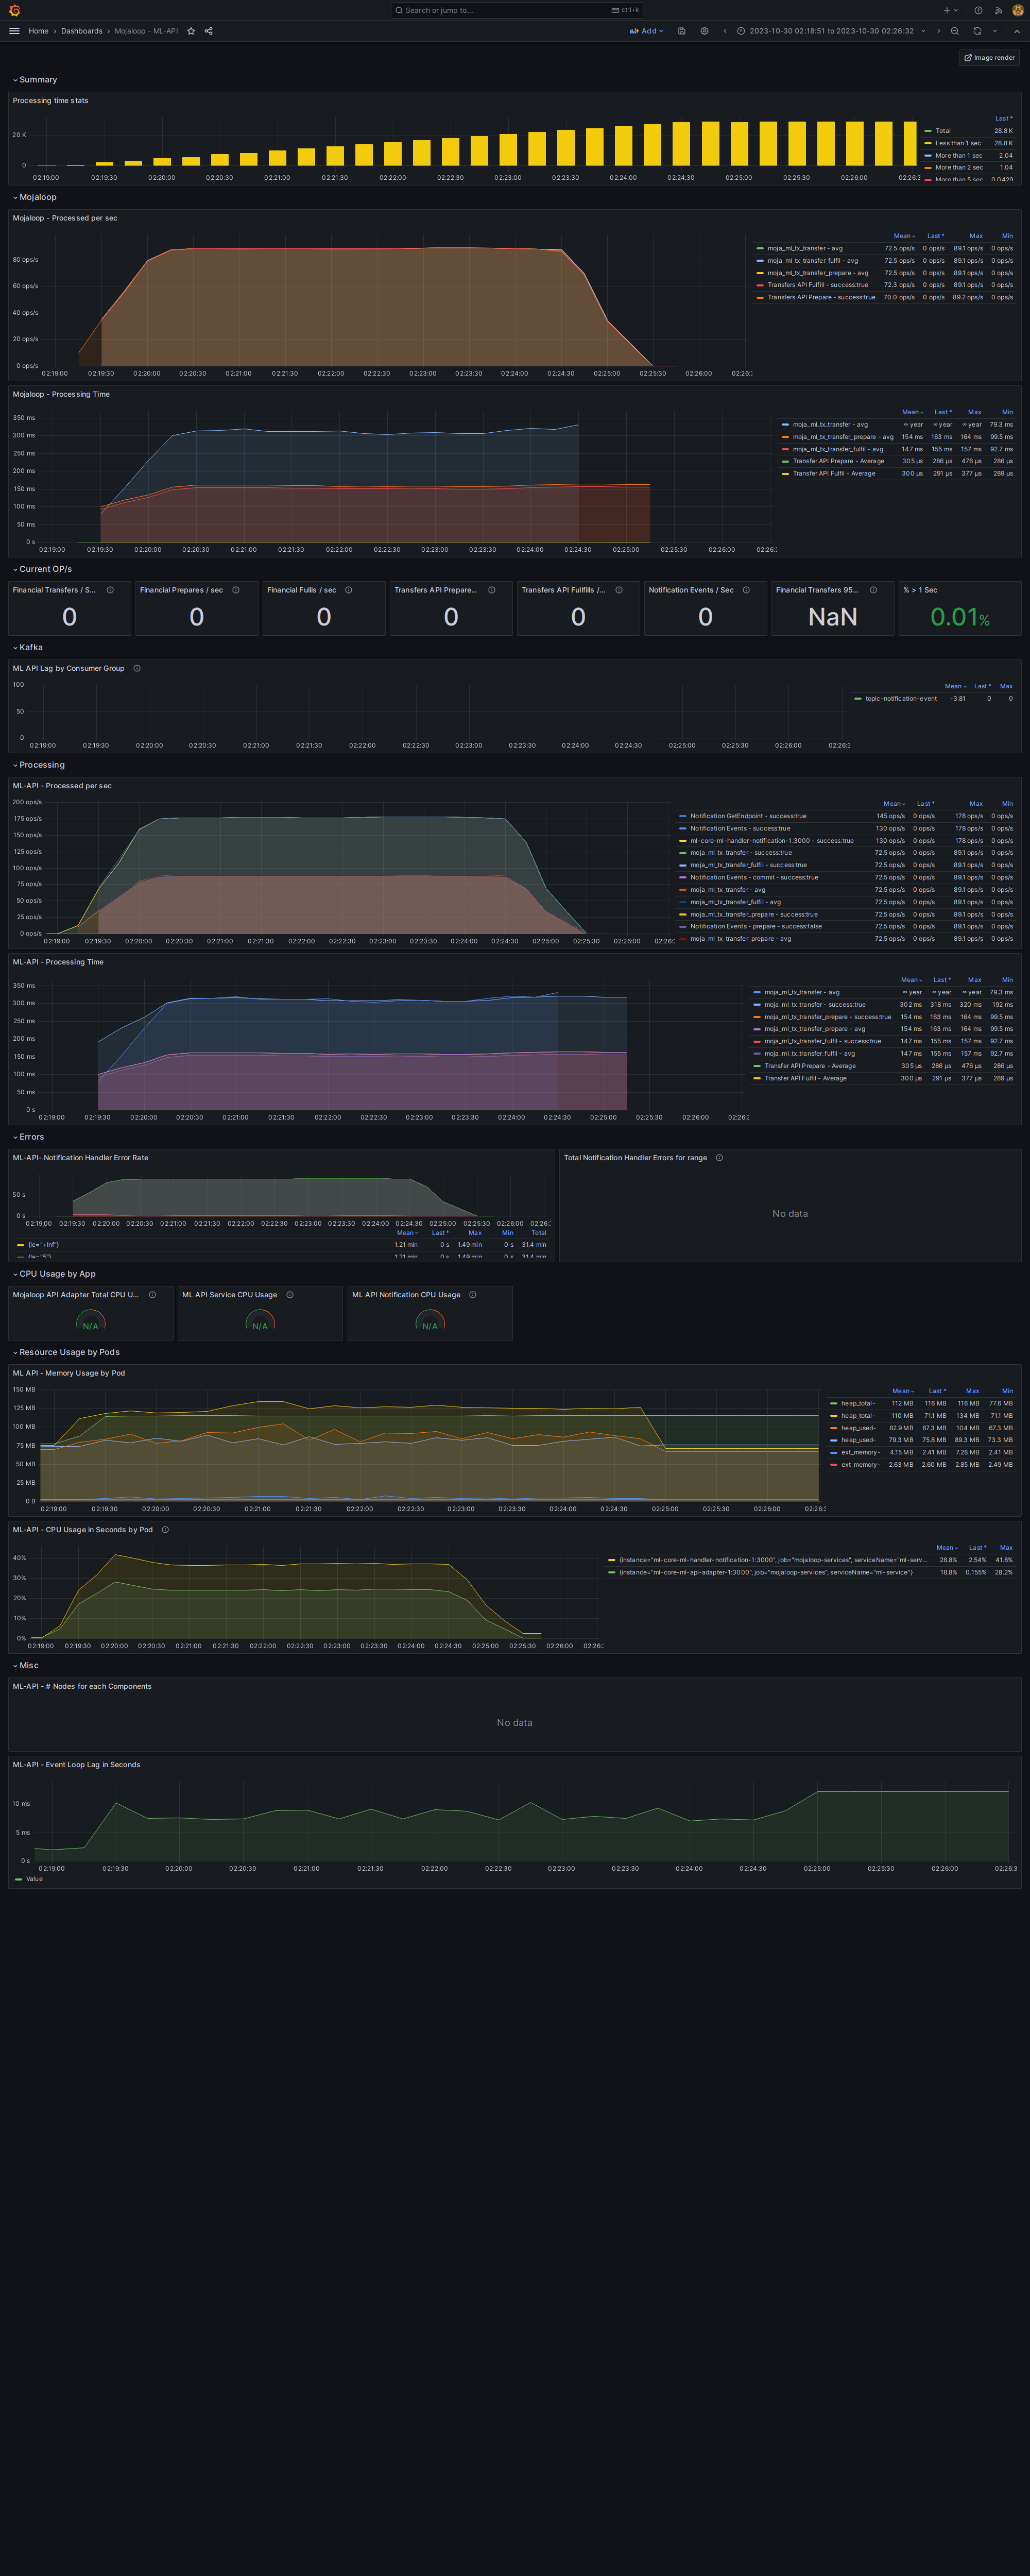 Search or jump to...
ctrl+k
Home › Dashboards › Mojaloop - ML-API
Add
2023-10-30 02:18:51 to 2023-10-30 02:26:32
Image render
Summary
Processing time stats
20 K
0
02:19:00 02:19:30 02:20:00 02:20:30 02:21:00 02:21:30 02:22:00 02:22:30 02:23:00 02:23:30 02:24:00 02:24:30 02:25:00 02:25:30 02:26:00 02:26:3
Last *
Total 28.8 K
Less than 1 sec 28.8 K
More than 1 sec 2.04
More than 2 sec 1.04
More than 5 sec 0.0429
Mojaloop
Mojaloop - Processed per sec
80 ops/s
60 ops/s
40 ops/s
20 ops/s
0 ops/s
02:19:00 02:19:30 02:20:00 02:20:30 02:21:00 02:21:30 02:22:00 02:22:30 02:23:00 02:23:30 02:24:00 02:24:30 02:25:00 02:25:30 02:26:00 02:26:
Mean Last * Max Min
moja_ml_tx_transfer - avg 72.5 ops/s 0 ops/s 89.1 ops/s 0 ops/s
moja_ml_tx_transfer_fulfil - avg 72.5 ops/s 0 ops/s 89.1 ops/s 0 ops/s
moja_ml_tx_transfer_prepare - avg 72.5 ops/s 0 ops/s 89.1 ops/s 0 ops/s
Transfers API Fulfill - success:true 72.3 ops/s 0 ops/s 89.1 ops/s 0 ops/s
Transfers API Prepare - success:true 70.0 ops/s 0 ops/s 89.2 ops/s 0 ops/s
Mojaloop - Processing Time
350 ms
300 ms
250 ms
200 ms
150 ms
100 ms
50 ms
0 s
02:19:00 02:19:30 02:20:00 02:20:30 02:21:00 02:21:30 02:22:00 02:22:30 02:23:00 02:23:30 02:24:00 02:24:30 02:25:00 02:25:30 02:26:00 02:26:
Mean Last * Max Min
moja_ml_tx_transfer - avg ∞ year ∞ year ∞ year 79.3 ms
moja_ml_tx_transfer_prepare - avg 154 ms 163 ms 164 ms 99.5 ms
moja_ml_tx_transfer_fulfil - avg 147 ms 155 ms 157 ms 92.7 ms
Transfer API Prepare - Average 305 µs 286 µs 476 µs 286 µs
Transfer API Fulfil - Average 300 µs 291 µs 377 µs 289 µs
Current OP/s
Financial Transfers / S...
0
Financial Prepares / sec
0
Financial Fulils / sec
0
Transfers API Prepare...
0
Transfers API Fullfills /...
0
Notification Events / Sec
0
Financial Transfers 95...
NaN
% > 1 Sec
0.01%
Kafka
ML API Lag by Consumer Group
100
50
0
02:19:00 02:19:30 02:20:00 02:20:30 02:21:00 02:21:30 02:22:00 02:22:30 02:23:00 02:23:30 02:24:00 02:24:30 02:25:00 02:25:30 02:26:00 02:26:
Mean Last * Max
topic-notification-event -3.81 0 0
Processing
ML-API - Processed per sec
200 ops/s
175 ops/s
150 ops/s
125 ops/s
100 ops/s
75 ops/s
50 ops/s
25 ops/s
0 ops/s
02:19:00 02:19:30 02:20:00 02:20:30 02:21:00 02:21:30 02:22:00 02:22:30 02:23:00 02:23:30 02:24:00 02:24:30 02:25:00 02:25:30 02:26:00 02:26:
Mean Last * Max Min
Notification GetEndpoint - success:true 145 ops/s 0 ops/s 178 ops/s 0 ops/s
Notification Events - success:true 130 ops/s 0 ops/s 178 ops/s 0 ops/s
ml-core-ml-handler-notification-1:3000 - success:true 130 ops/s 0 ops/s 178 ops/s 0 ops/s
moja_ml_tx_transfer - success:true 72.5 ops/s 0 ops/s 89.1 ops/s 0 ops/s
moja_ml_tx_transfer_fulfil - success:true 72.5 ops/s 0 ops/s 89.1 ops/s 0 ops/s
Notification Events - commit - success:true 72.5 ops/s 0 ops/s 89.1 ops/s 0 ops/s
moja_ml_tx_transfer - avg 72.5 ops/s 0 ops/s 89.1 ops/s 0 ops/s
moja_ml_tx_transfer_fulfil - avg 72.5 ops/s 0 ops/s 89.1 ops/s 0 ops/s
moja_ml_tx_transfer_prepare - success:true 72.5 ops/s 0 ops/s 89.1 ops/s 0 ops/s
Notification Events - prepare - success:false 72.5 ops/s 0 ops/s 89.1 ops/s 0 ops/s
moja_ml_tx_transfer_prepare - avg 72.5 ops/s 0 ops/s 89.1 ops/s 0 ops/s
ML-API - Processing Time
350 ms
300 ms
250 ms
200 ms
150 ms
100 ms
50 ms
0 s
02:19:00 02:19:30 02:20:00 02:20:30 02:21:00 02:21:30 02:22:00 02:22:30 02:23:00 02:23:30 02:24:00 02:24:30 02:25:00 02:25:30 02:26:00 02:26:
Mean Last * Max Min
moja_ml_tx_transfer - avg ∞ year ∞ year ∞ year 79.3 ms
moja_ml_tx_transfer - success:true 302 ms 318 ms 320 ms 192 ms
moja_ml_tx_transfer_prepare - success:true 154 ms 163 ms 164 ms 99.5 ms
moja_ml_tx_transfer_prepare - avg 154 ms 163 ms 164 ms 99.5 ms
moja_ml_tx_transfer_fulfil - success:true 147 ms 155 ms 157 ms 92.7 ms
moja_ml_tx_transfer_fulfil - avg 147 ms 155 ms 157 ms 92.7 ms
Transfer API Prepare - Average 305 µs 286 µs 476 µs 286 µs
Transfer API Fulfil - Average 300 µs 291 µs 377 µs 289 µs
Errors
ML-API- Notification Handler Error Rate
50 s
0 s
02:19:00 02:19:30 02:20:00 02:20:30 02:21:00 02:21:30 02:22:00 02:22:30 02:23:00 02:23:30 02:24:00 02:24:30 02:25:00 02:25:30 02:26:00 02:26:
Mean Last * Max Min Total
{le="+Inf"} 1.21 min 0 s 1.49 min 0 s 31.4 min
{le="5"} 1.21 min 0 s 1.49 min 0 s 31.4 min
Total Notification Handler Errors for range
No data
CPU Usage by App
Mojaloop API Adapter Total CPU U...
N/A
ML API Service CPU Usage
N/A
ML API Notification CPU Usage
N/A
Resource Usage by Pods
ML API - Memory Usage by Pod
150 MB
125 MB
100 MB
75 MB
50 MB
25 MB
0 B
02:19:00 02:19:30 02:20:00 02:20:30 02:21:00 02:21:30 02:22:00 02:22:30 02:23:00 02:23:30 02:24:00 02:24:30 02:25:00 02:25:30 02:26:00 02:26:3
Mean Last * Max Min
heap_total- 112 MB 116 MB 116 MB 77.6 MB
heap_total- 110 MB 71.1 MB 134 MB 71.1 MB
heap_used- 82.9 MB 67.3 MB 104 MB 67.3 MB
heap_used- 79.3 MB 75.8 MB 89.3 MB 73.3 MB
ext_memory- 4.15 MB 2.41 MB 7.28 MB 2.41 MB
ext_memory- 2.63 MB 2.60 MB 2.85 MB 2.49 MB
ML-API - CPU Usage in Seconds by Pod
40%
30%
20%
10%
0%
02:19:00 02:19:30 02:20:00 02:20:30 02:21:00 02:21:30 02:22:00 02:22:30 02:23:00 02:23:30 02:24:00 02:24:30 02:25:00 02:25:30 02:26:00 02:26:
Mean Last * Max
{instance="ml-core-ml-handler-notification-1:3000", job="mojaloop-services", serviceName="ml-serv... 28.8% 2.54% 41.8%
{instance="ml-core-ml-api-adapter-1:3000", job="mojaloop-services", serviceName="ml-service"} 18.8% 0.155% 28.2%
Misc
ML-API - # Nodes for each Components
No data
ML-API - Event Loop Lag in Seconds
10 ms
5 ms
0 s
02:19:00 02:19:30 02:20:00 02:20:30 02:21:00 02:21:30 02:22:00 02:22:30 02:23:00 02:23:30 02:24:00 02:24:30 02:25:00 02:25:30 02:26:00 02:26:3
Value